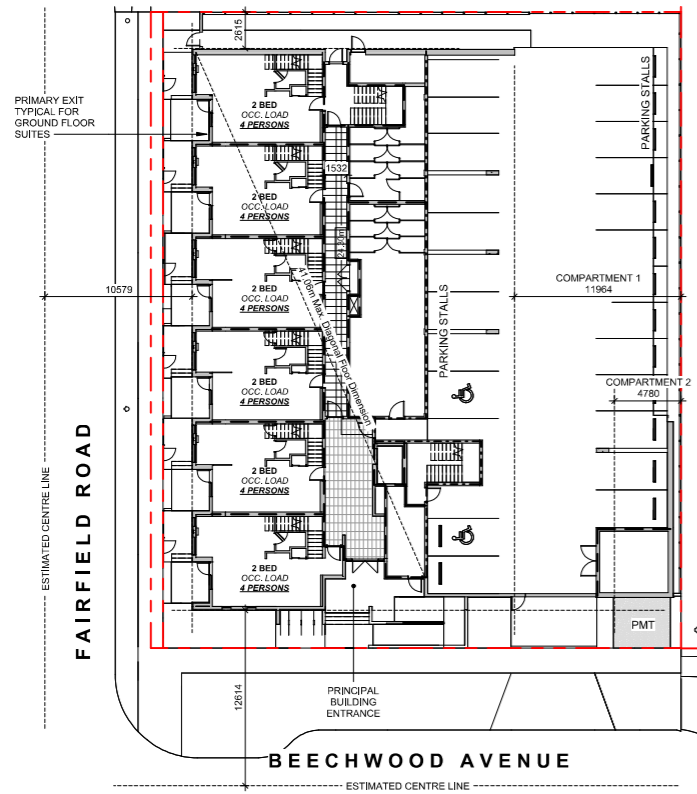 2615
PRIMARY EXIT
TYPICAL FOR
GROUND FLOOR
SUITES
2 BED
OCC. LOAD
4 PERSONS
PARKING STALLS
1532
2 BED
OCC. LOAD
4 PERSONS
24.30m
2 BED
OCC. LOAD
4 PERSONS
41.06m Max. Diagonal Floor Dimension
10579
COMPARTMENT 1
11964
PARKING STALLS
2 BED
OCC. LOAD
4 PERSONS
COMPARTMENT 2
4780
2 BED
OCC. LOAD
4 PERSONS
FAIRFIELD ROAD
ESTIMATED CENTRE LINE
2 BED
OCC. LOAD
4 PERSONS
PMT
12614
PRINCIPAL
BUILDING
ENTRANCE
BEECHWOOD AVENUE
ESTIMATED CENTRE LINE